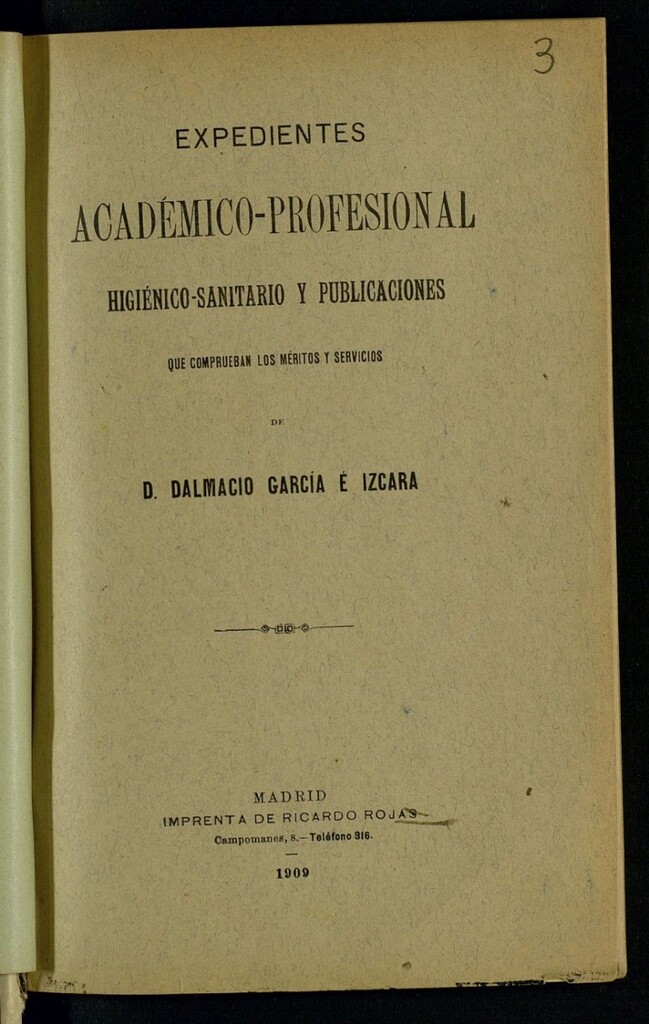 3
EXPEDIENTES
ACADÉMICO-PROFESIONAL
HIGIÉNICO-SANITARIO Y PUBLICACIONES
QUE COMPRUEBAN LOS MÉRITOS Y SERVICIOS
DE
D. DALMACIO GARCÍA É IZCARA
MADRID
IMPRENTA DE RICARDO ROJAS
Campomanes, 8.—Teléfono 316.
1909